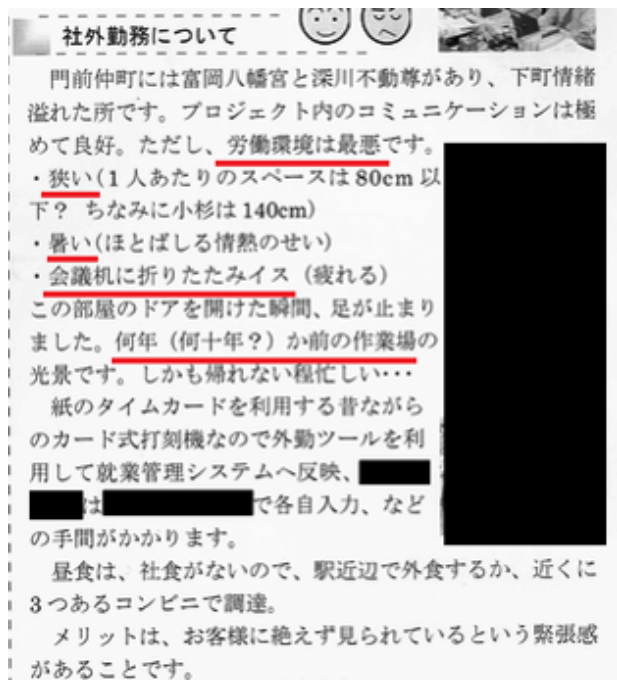 社外勤務について
門前仲町には富岡八幡宮と深川不動尊があり、下町情緒
溢れた所です。プロジェクト内のコミュニケーションは極
めて良好。ただし、労働環境は最悪です。
・狭い(1人あたりのスペースは80cm以
下? ちなみに小杉は140cm)
・暑い(ほとばしる情熱のせい)
・会議机に折りたたみイス(疲れる)
この部屋のドアを開けた瞬間、足が止まり
ました。何年(何十年?)か前の作業場の
光景です。しかも帰れない程忙しい…
紙のタイムカードを利用する昔ながら
のカード式打刻機なので外勤ツールを利
用して就業管理システムへ反映、
は で各自入力、など
の手間がかかります。
昼食は、社食がないので、駅近辺で外食するか、近くに
3つあるコンビニで調達。
メリットは、お客様に絶えず見られているという緊張感
があることです。